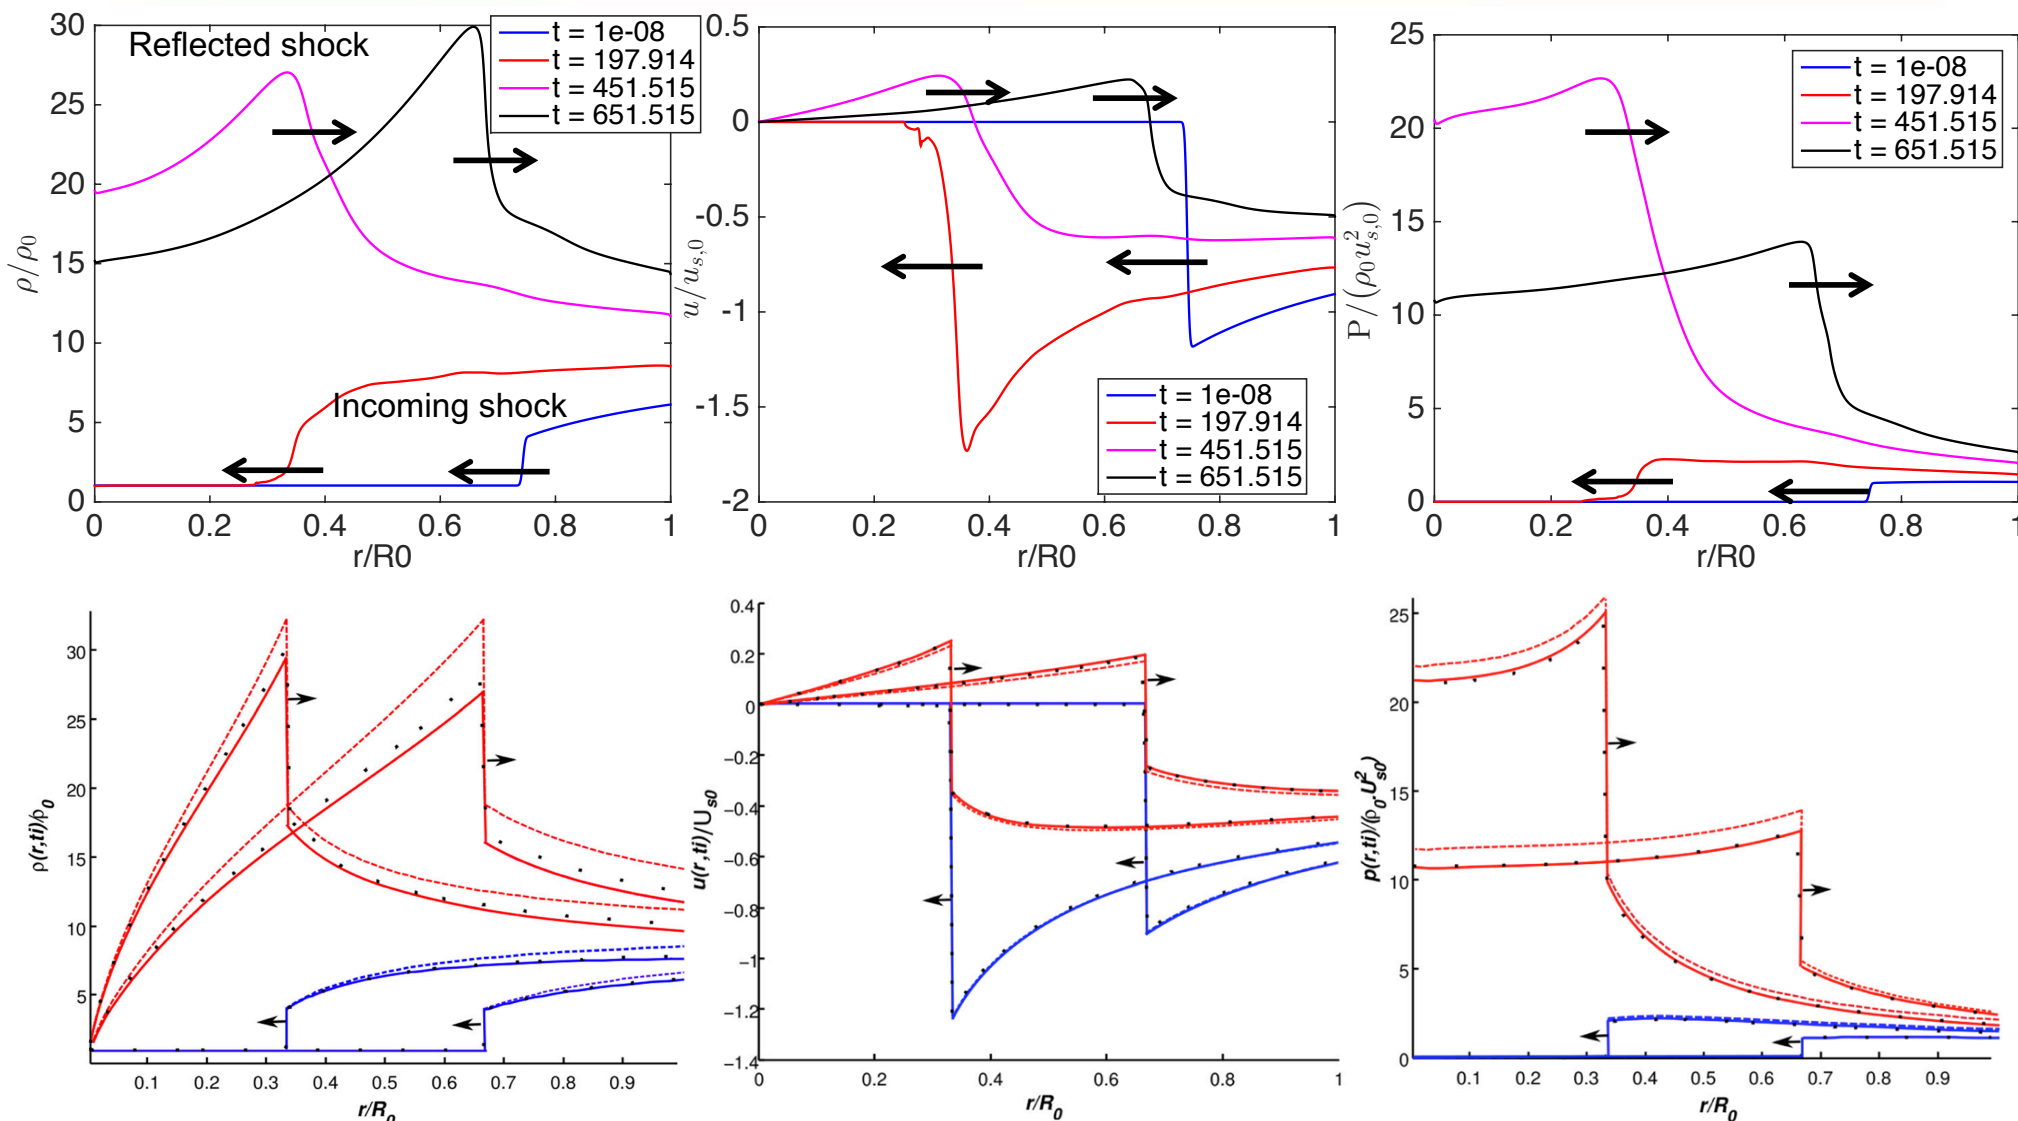 Reflected shock
Incoming shock
t = 1e-08
t = 197.914
t = 451.515
t = 651.515
30
25
20
15
10
5
0
0 0.2 0.4 0.6 0.8 1
r/R0
ρ/ρ0
t = 1e-08
t = 197.914
t = 451.515
t = 651.515
0.5
0
-0.5
-1
-1.5
-2
0 0.2 0.4 0.6 0.8 1
r/R0
u/u_{s,0}
t = 1e-08
t = 197.914
t = 451.515
t = 651.515
25
20
15
10
5
0
0 0.2 0.4 0.6 0.8 1
r/R0
P/(ρ0u²_{s,0})
30
25
20
15
10
5
0.1 0.2 0.3 0.4 0.5 0.6 0.7 0.8 0.9
r/R0
ρ(r,ti)/ρ0
0.4
0.2
0
−0.2
−0.4
−0.6
−0.8
−1
−1.2
−1.4
0 0.2 0.4 0.6 0.8 1
r/R0
u(r,ti)/U_{s0}
25
20
15
10
5
0
0.1 0.2 0.3 0.4 0.5 0.6 0.7 0.8 0.9
r/R0
p(r,ti)/(ρ0.U²_{s0})